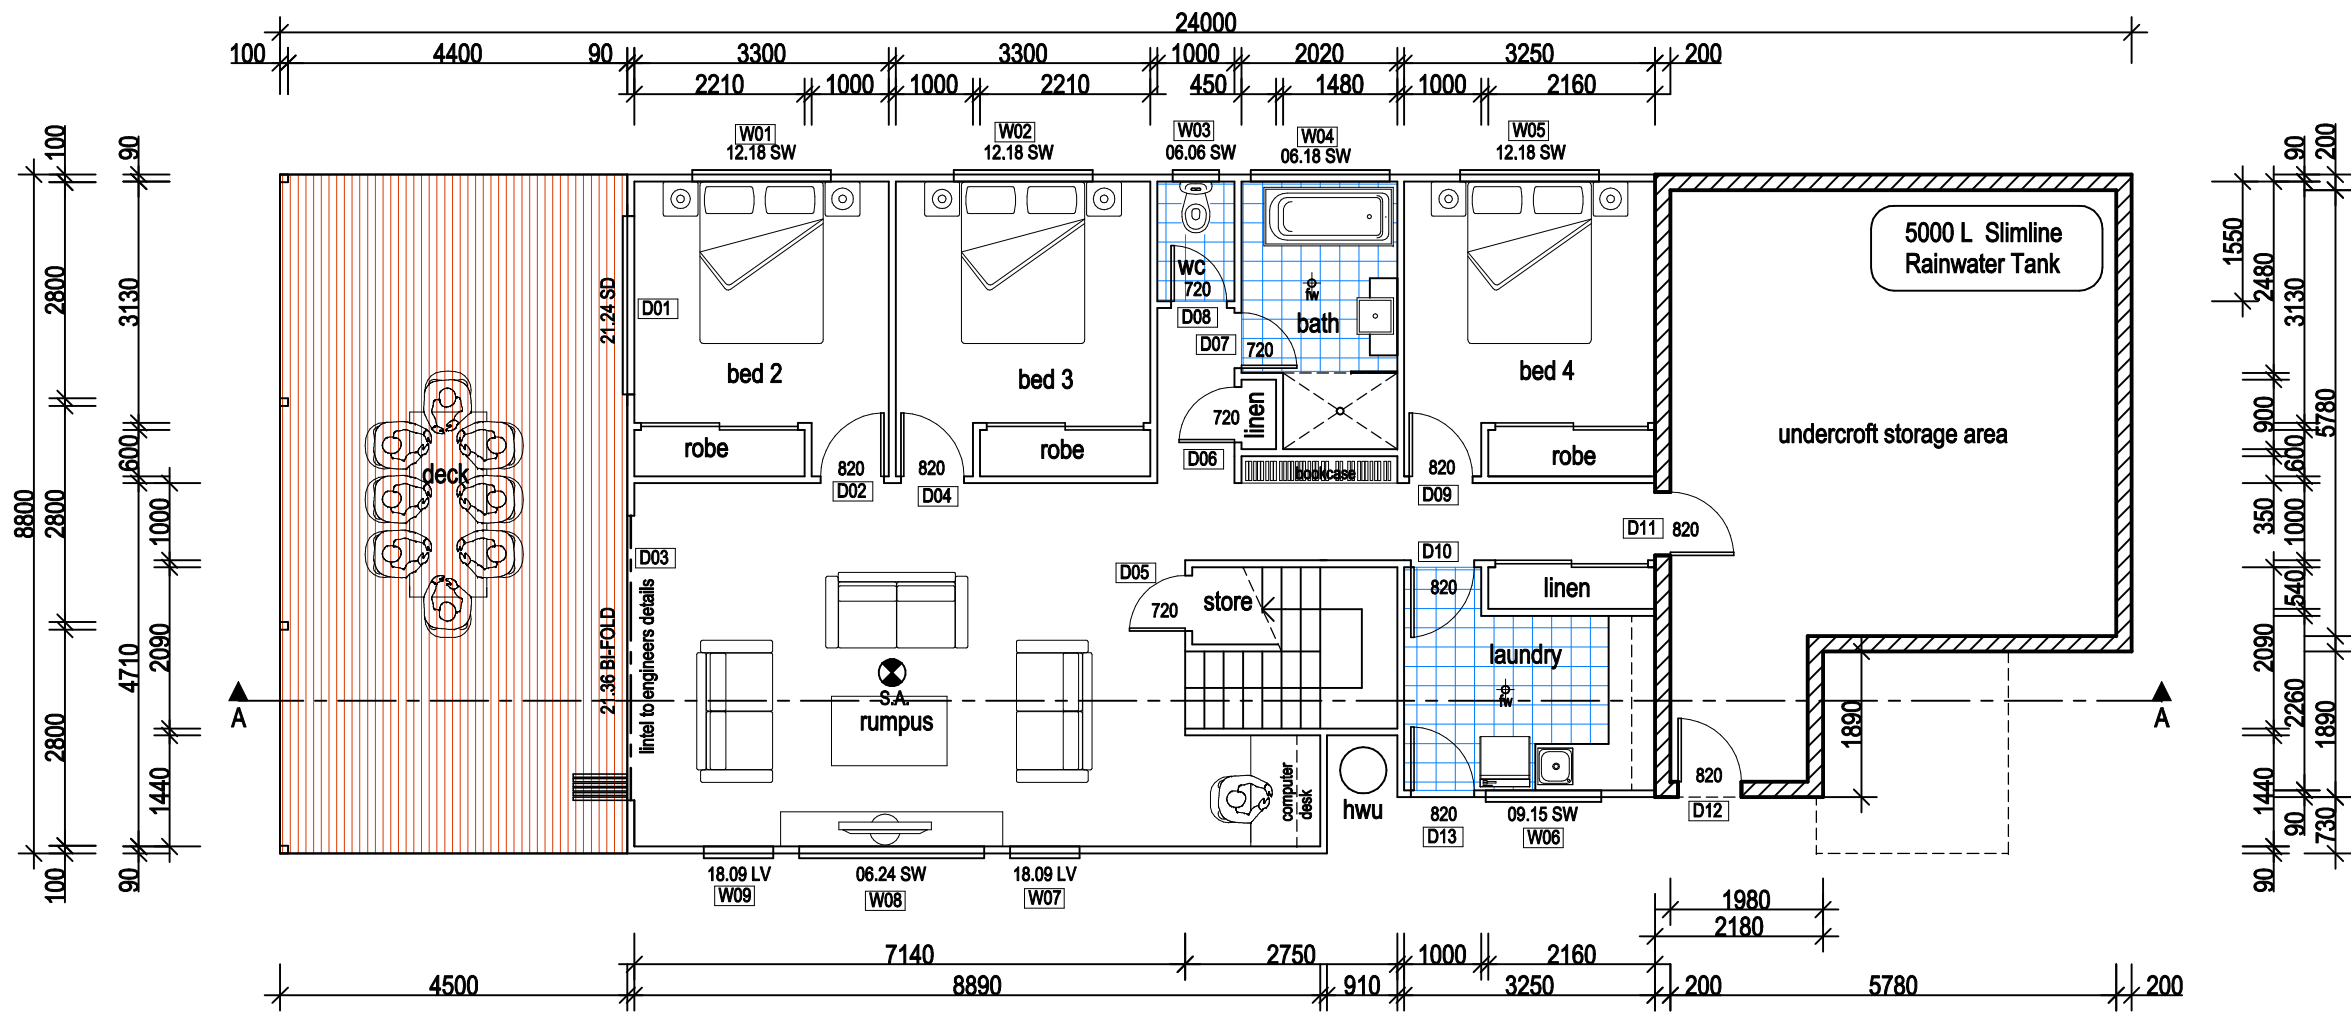 24000
100 4400 90 3300 3300 1000 2020 3250 200
2210 1000 1000 2210 450 1480 1000 2160
W01 W02 W03 W04 W05
12.18 SW 12.18 SW 06.06 SW 06.18 SW 12.18 SW
8800
100 2800 2800 2800 2800 100
90 3130 600 4710 90
1000 2090 1440
5000 L Slimline
Rainwater Tank
21.24 SD
D01
wc
720
D08
D07
fw
bath
720
bed 2
bed 3
bed 4
720
linen
D06
robe
820
D02
820
D04
robe
bookcase
820
D09
robe
undercroft storage area
deck
D11
820
D03
lintel to engineers details
21.36 BI-FOLD
D05
720
store
D10
820
linen
laundry
fw
S.A.
rumpus
A
A
computer
desk
hwu
820
D13
09.15 SW
W06
820
D12
1890
18.09 LV
W09
06.24 SW
W08
18.09 LV
W07
1550
2480 900 350 2090 1440 90
90 3130 600 1000 540 2260 90
200 5780 1890 730
1980
2180
7140 2750 1000 2160
4500 8890 910 3250 200 5780 200